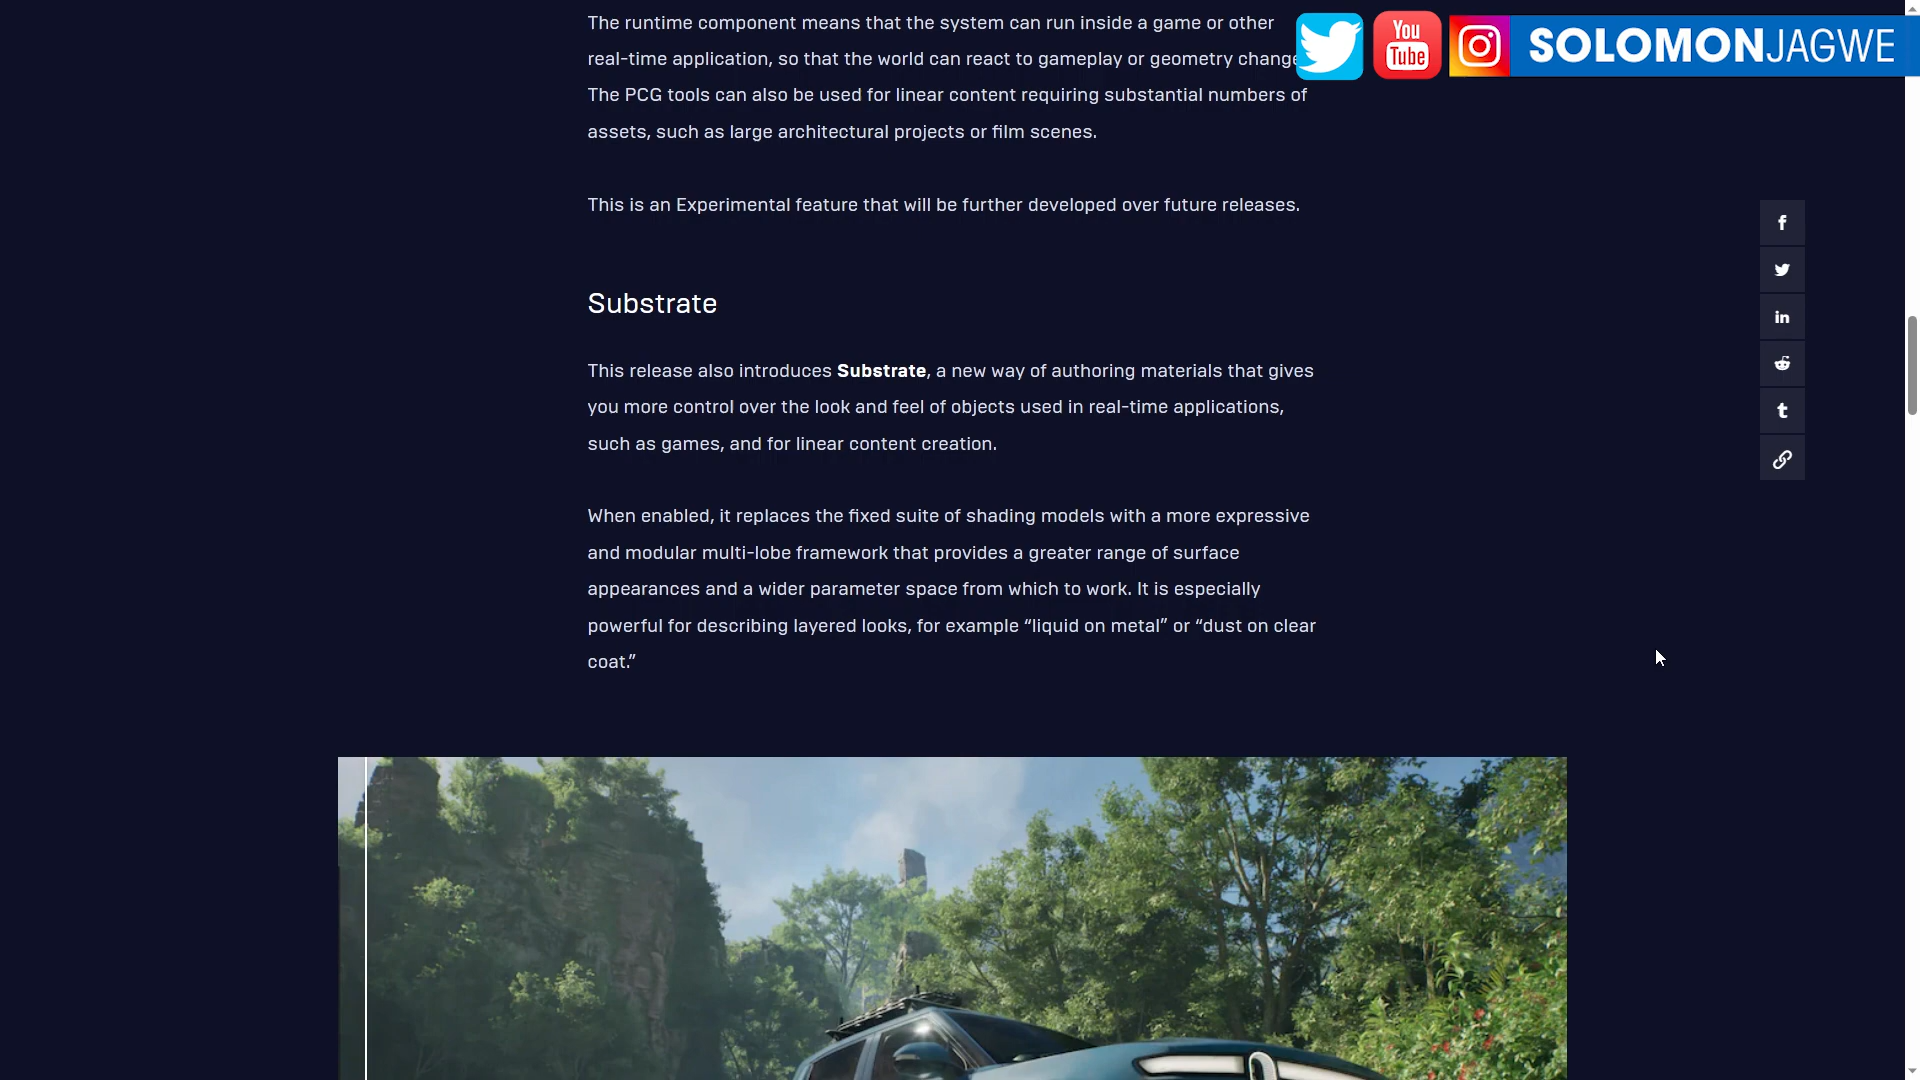 The runtime component means that the system can run inside a game or other
real-time application, so that the world can react to gameplay or geometry change
The PCG tools can also be used for linear content requiring substantial numbers of
assets, such as large architectural projects or film scenes.
This is an Experimental feature that will be further developed over future releases.
Substrate
This release also introduces Substrate, a new way of authoring materials that gives
you more control over the look and feel of objects used in real-time applications,
such as games, and for linear content creation.
When enabled, it replaces the fixed suite of shading models with a more expressive
and modular multi-lobe framework that provides a greater range of surface
appearances and a wider parameter space from which to work. It is especially
powerful for describing layered looks, for example “liquid on metal” or “dust on clear
coat.”
You
Tube
SOLOMONJAGWE
f
in
t